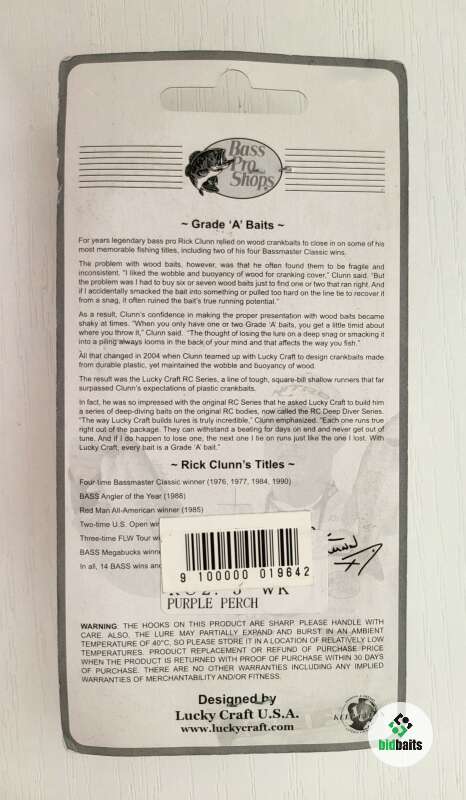 Bass
Pro
Shops
~ Grade 'A' Baits ~
For years legendary bass pro Rick Clunn relied on wood crankbaits to close in on some of his
most memorable fishing titles, including two of his four Bassmaster Classic wins.
The problem with wood baits, however, was that he often found them to be fragile and
inconsistent. "I liked the wobble and buoyancy of wood for cranking cover," Clunn said. "But
the problem was I had to buy six or seven wood baits just to find one or two that ran right. And
if I accidentally smacked the bait into something or pulled too hard on the line tie to recover it
from a snag, it often ruined the bait's true running potential."
As a result, Clunn's confidence in making the proper presentation with wood baits became
shaky at times. "When you only have one or two Grade 'A' baits, you get a little timid about
where you throw it," Clunn said. "The thought of losing the lure on a deep snag or smacking it
into a piling always looms in the back of your mind and that affects the way you fish."
All that changed in 2004 when Clunn teamed up with Lucky Craft to design crankbaits made
from durable plastic, yet maintained the wobble and buoyancy of wood.
The result was the Lucky Craft RC Series, a line of tough, square-bill shallow runners that far
surpassed Clunn's expectations of plastic crankbaits.
In fact, he was so impressed with the original RC Series that he asked Lucky Craft to build him
a series of deep-diving baits on the original RC bodies, now called the RC Deep Diver Series.
"The way Lucky Craft builds lures is truly incredible," Clunn emphasized. "Each one runs true
right out of the package. They can withstand a beating for days on end and never get out of
tune. And if I do happen to lose one, the next one I tie on runs just like the one I lost. With
Lucky Craft, every bait is a Grade 'A' bait."
~ Rick Clunn's Titles ~
Four-time Bassmaster Classic winner (1976, 1977, 1984, 1990)
BASS Angler of the Year (1988)
Red Man All-American winner (1985)
Two-time U.S. Open
Three-time FLW Tour
BASS Megabucks
In all, 14 BASS wins and
9 100000 019642
PURPLE PERCH
WARNING: THE HOOKS ON THIS PRODUCT ARE SHARP. PLEASE HANDLE WITH
CARE. ALSO, THE LURE MAY PARTIALLY EXPAND AND BURST IN AN AMBIENT
TEMPERATURE OF 40°C, SO PLEASE STORE IT IN A LOCATION OF RELATIVELY LOW
TEMPERATURES. PRODUCT REPLACEMENT OR REFUND OF PURCHASE PRICE
WHEN THE PRODUCT IS RETURNED WITH PROOF OF PURCHASE WITHIN 30 DAYS
OF PURCHASE. THERE ARE NO OTHER WARRANTIES INCLUDING ANY IMPLIED
WARRANTIES OF MERCHANTABILITY AND/OR FITNESS.
Designed by
Lucky Craft U.S.A.
www.luckycraft.com
bidbaits